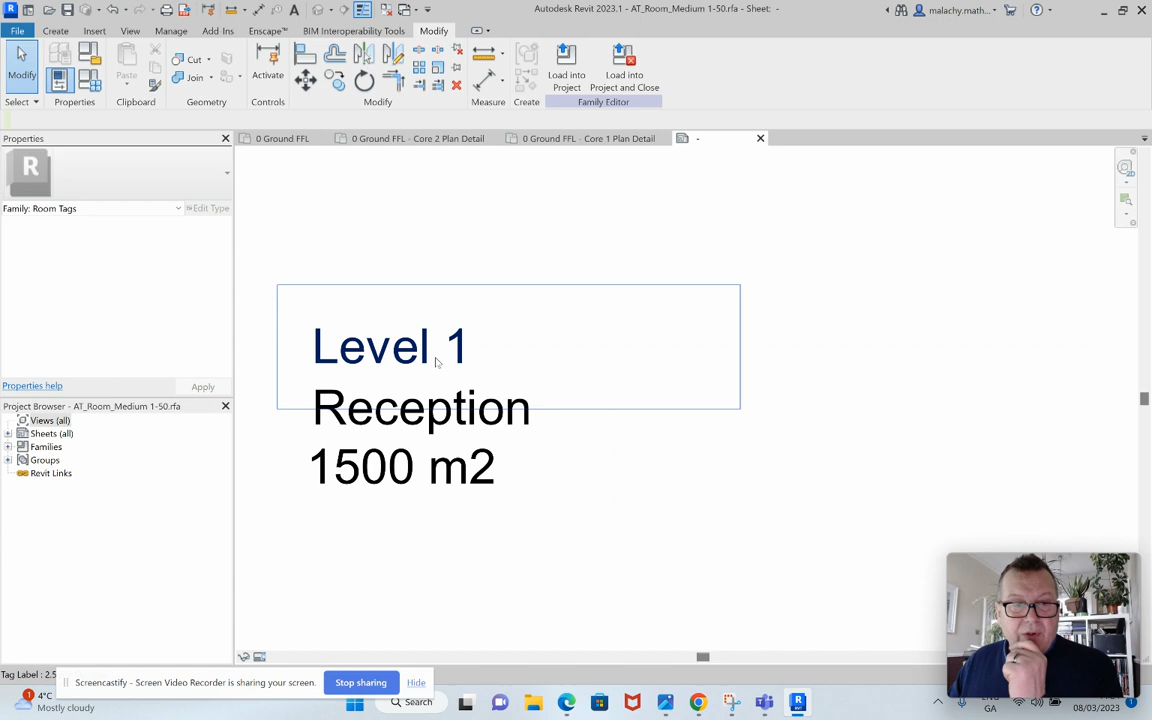 Autodesk Revit 2023.1 - AT_Room_Medium 1-50.rfa - Sheet: -
malachy.math...
File Create Insert View Manage Add-Ins Enscape™ BIM Interoperability Tools Modify
Modify
Paste
Cut
Join
Activate
Load into Project
Load into Project and Close
Select Properties Clipboard Geometry Controls Modify Measure Create Family Editor
Properties
0 Ground FFL
0 Ground FFL - Core 2 Plan Detail
0 Ground FFL - Core 1 Plan Detail
-
R
Family: Room Tags
Edit Type
Level 1
Reception
1500 m2
Properties help
Apply
Project Browser - AT_Room_Medium 1-50.rfa
Views (all)
Sheets (all)
Families
Groups
Revit Links
Tag Label : 2.5
Screencastify - Screen Video Recorder is sharing your screen.
Stop sharing
Hide
4°C
Mostly cloudy
Search
GA
08/03/2023